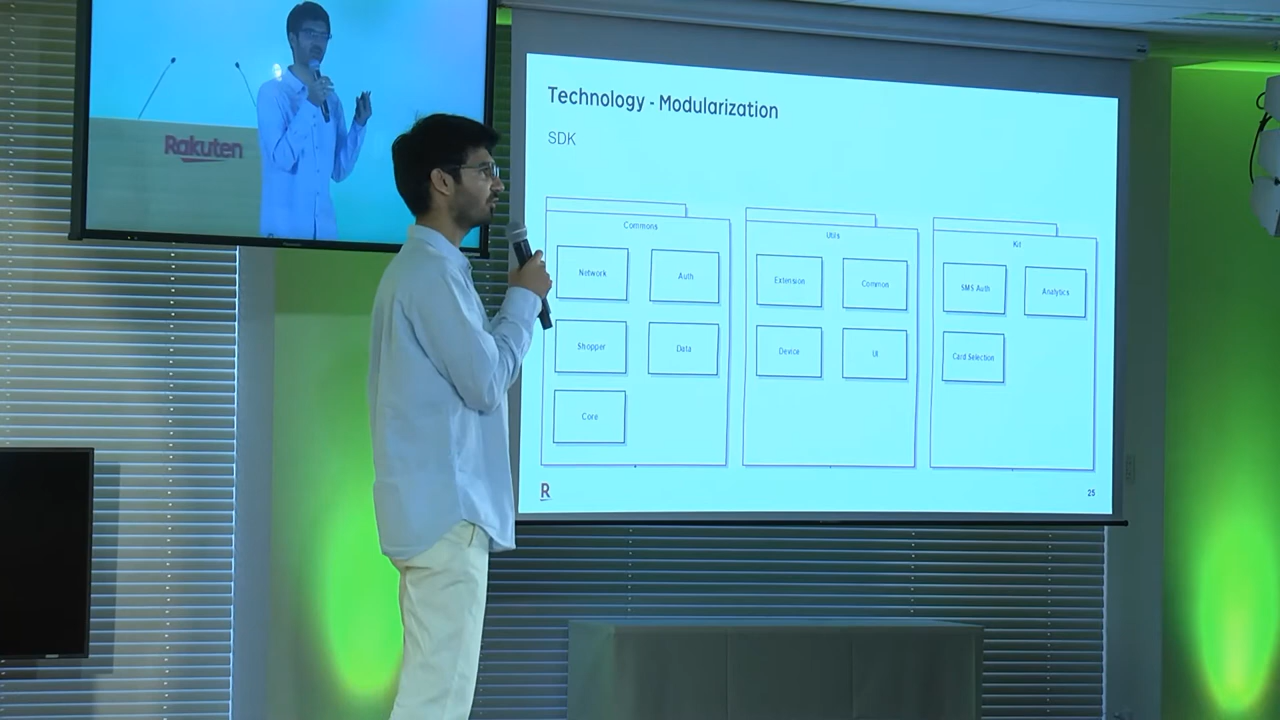 Rakuten
Technology - Modularization
SDK
Commons
Network
Auth
Shopper
Data
Core
Utils
Extension
Common
Device
UI
Kit
SMS Auth
Analytics
Card Selection
R
25